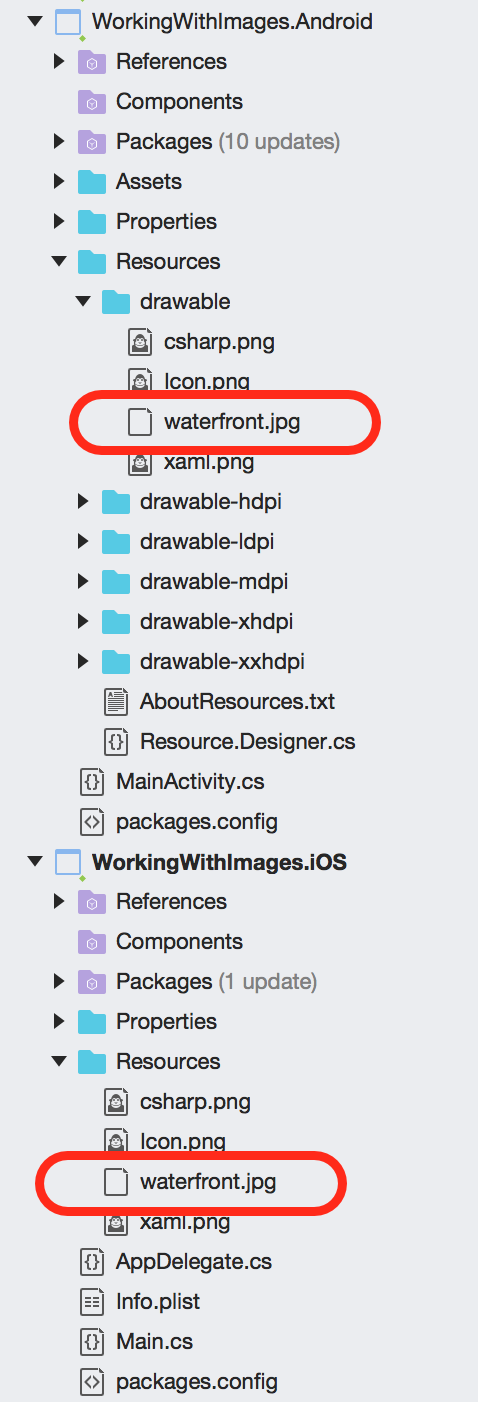 WorkingWithImages.Android
References
Components
Packages (10 updates)
Assets
Properties
Resources
drawable
csharp.png
Icon.png
waterfront.jpg
xaml.png
drawable-hdpi
drawable-ldpi
drawable-mdpi
drawable-xhdpi
drawable-xxhdpi
AboutResources.txt
Resource.Designer.cs
MainActivity.cs
packages.config
WorkingWithImages.iOS
References
Components
Packages (1 update)
Properties
Resources
csharp.png
Icon.png
waterfront.jpg
xaml.png
AppDelegate.cs
Info.plist
Main.cs
packages.config